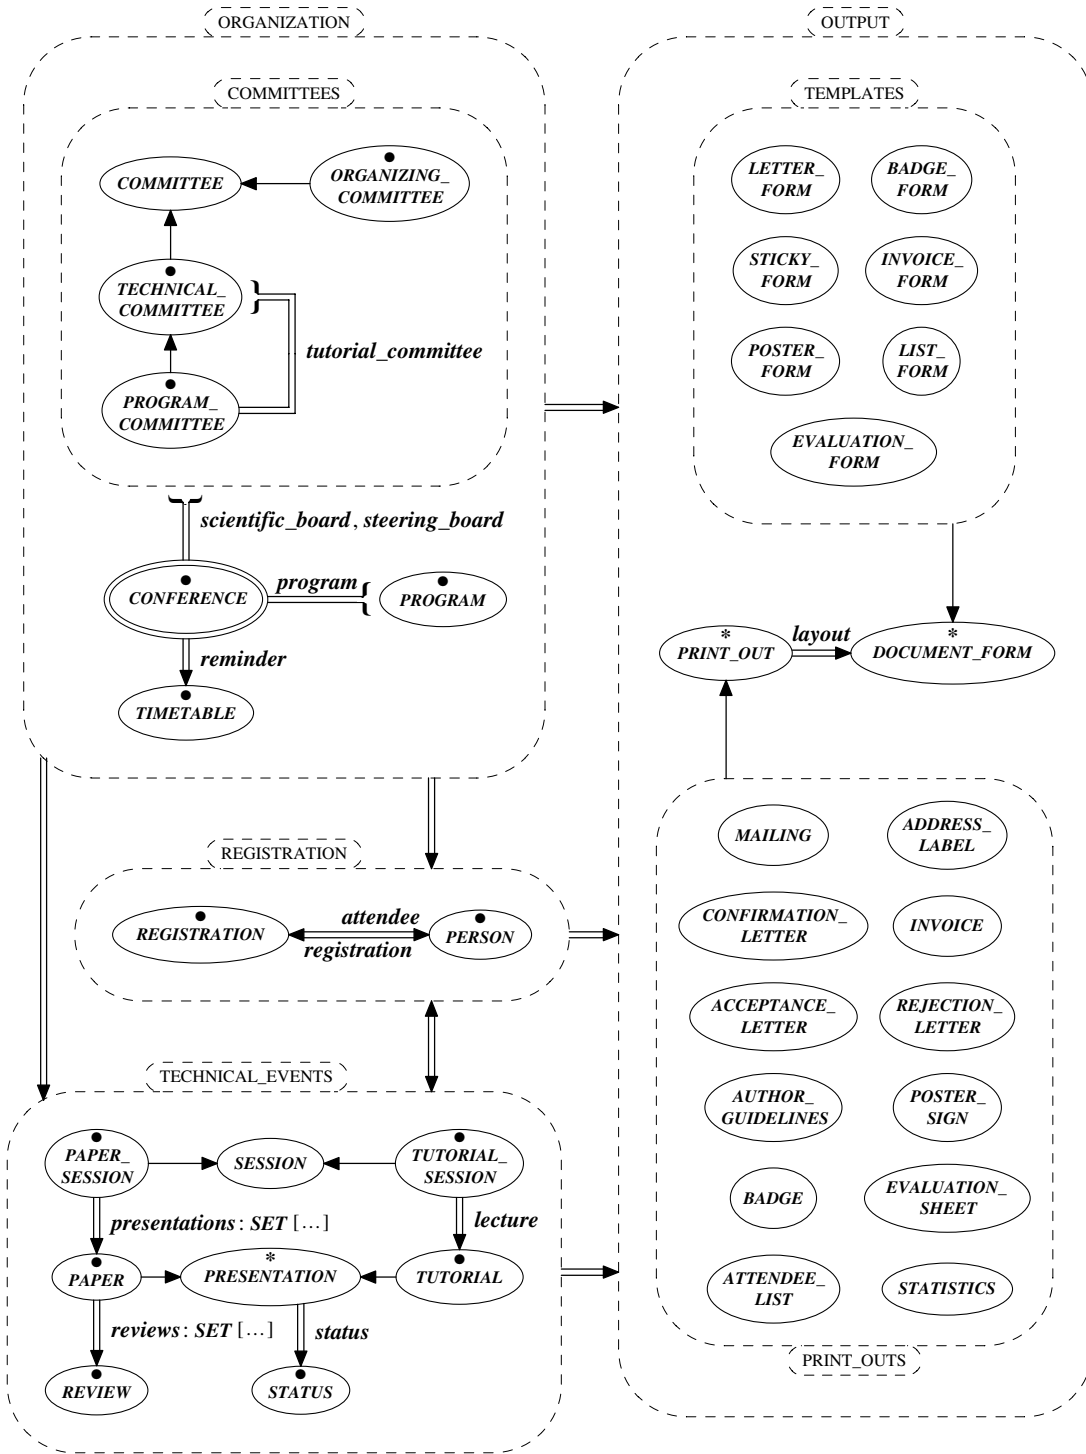 ORGANIZATION
COMMITTEES
COMMITTEE
ORGANIZING_
COMMITTEE
TECHNICAL_
COMMITTEE
tutorial_committee
PROGRAM_
COMMITTEE
scientific_board, steering_board
CONFERENCE
program
PROGRAM
reminder
TIMETABLE
REGISTRATION
REGISTRATION
attendee
registration
PERSON
TECHNICAL_EVENTS
PAPER_
SESSION
SESSION
TUTORIAL_
SESSION
presentations: SET [...]
lecture
PAPER
*
PRESENTATION
TUTORIAL
reviews: SET [...]
status
REVIEW
STATUS
OUTPUT
TEMPLATES
LETTER_
FORM
BADGE_
FORM
STICKY_
FORM
INVOICE_
FORM
POSTER_
FORM
LIST_
FORM
EVALUATION_
FORM
*
PRINT_OUT
layout
*
DOCUMENT_FORM
MAILING
ADDRESS_
LABEL
CONFIRMATION_
LETTER
INVOICE
ACCEPTANCE_
LETTER
REJECTION_
LETTER
AUTHOR_
GUIDELINES
POSTER_
SIGN
BADGE
EVALUATION_
SHEET
ATTENDEE_
LIST
STATISTICS
PRINT_OUTS